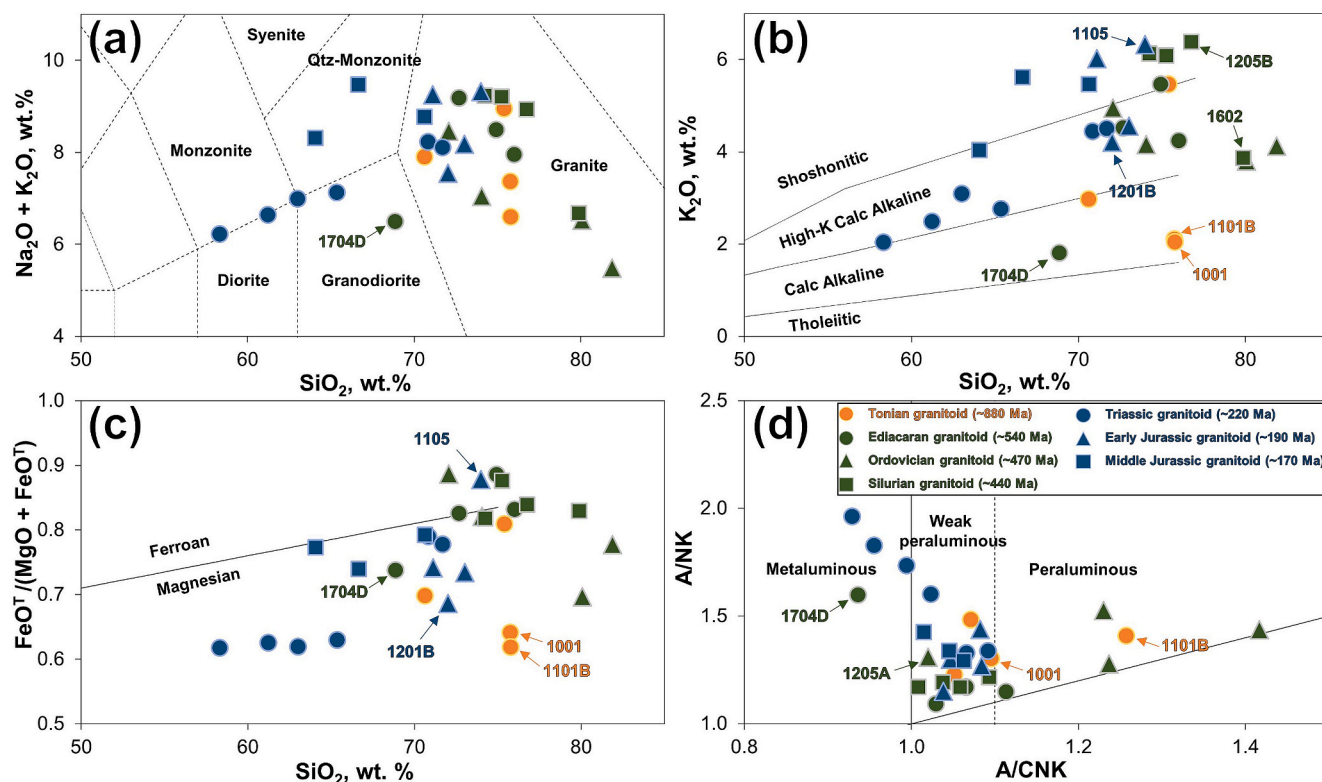 (a)
Na2O + K2O, wt.%
10
8
6
4
Syenite
Qtz-Monzonite
Monzonite
Granite
1704D
Diorite
Granodiorite
50
60
70
80
SiO2, wt.%
(b)
K2O, wt.%
6
4
2
0
1105
1205B
1602
Shoshonitic
1201B
High-K Calc Alkaline
1101B
Calc Alkaline
1704D
1001
Tholeiitic
50
60
70
80
SiO2, wt.%
(c)
FeOT/(MgO + FeOT)
1.0
0.9
0.8
0.7
0.6
0.5
1105
Ferroan
Magnesian
1704D
1201B
1001
1101B
50
60
70
80
SiO2, wt. %
(d)
A/NK
2.5
2.0
1.5
1.0
Tonian granitoid (~880 Ma)
Triassic granitoid (~220 Ma)
Ediacaran granitoid (~540 Ma)
Early Jurassic granitoid (~190 Ma)
Ordovician granitoid (~470 Ma)
Middle Jurassic granitoid (~170 Ma)
Silurian granitoid (~440 Ma)
Weak
peraluminous
Metaluminous
Peraluminous
1704D
1101B
1205A
1001
0.8
1.0
1.2
1.4
A/CNK